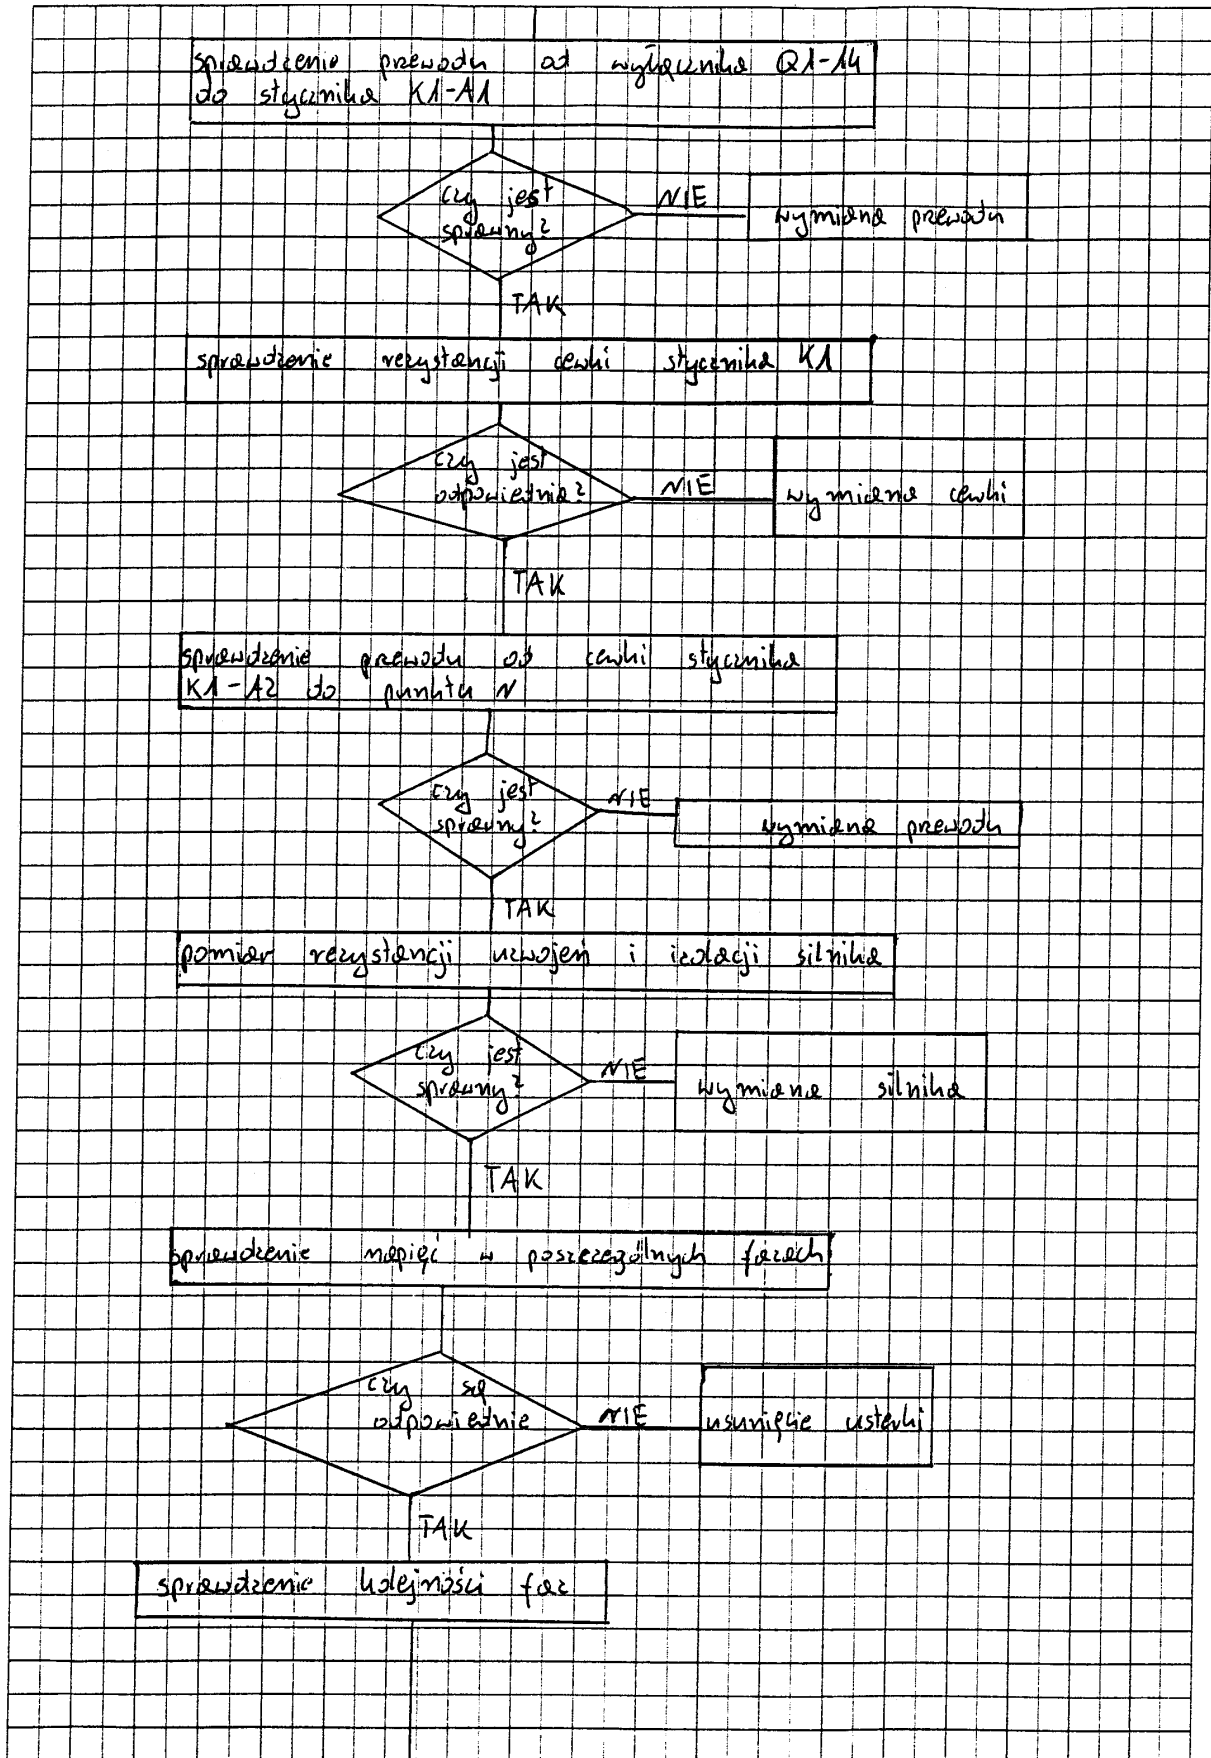 sprawdzenie przewodu od wyłącznika Q1-14
do stycznika K1-A1
czy jest
sprawny?
NIE
wymiana przewodu
TAK
sprawdzenie rezystancji cewki stycznika K1
czy jest
odpowiednia?
NIE
wymiana cewki
TAK
sprawdzenie przewodu od cewki stycznika
K1-A2 do punktu N
czy jest
sprawny?
NIE
wymiana przewodu
TAK
pomiar rezystancji uzwojeń i izolacji silnika
czy jest
sprawny?
NIE
wymiana silnika
TAK
sprawdzenie napięć w poszczególnych fazach
czy są
odpowiednie
NIE
usunięcie usterki
TAK
sprawdzenie kolejności faz